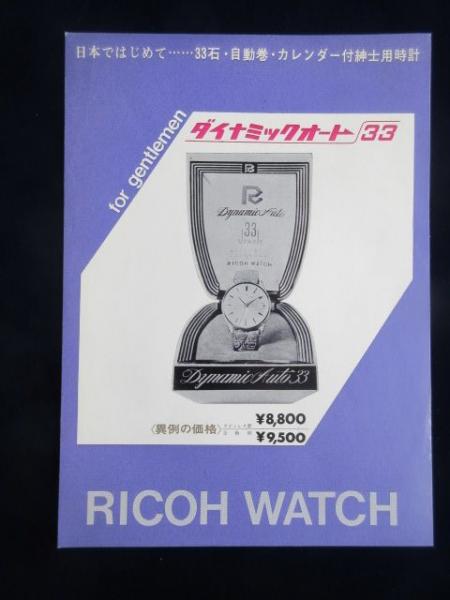 日本ではじめて……33石・自動巻・カレンダー付紳士用時計
for gentlemen
ダイナミックオート 33
R
Dynamic Auto
33
RICOH WATCH
Dynamic Auto 33
〈異例の価格〉
¥8,800
¥9,500
RICOH WATCH